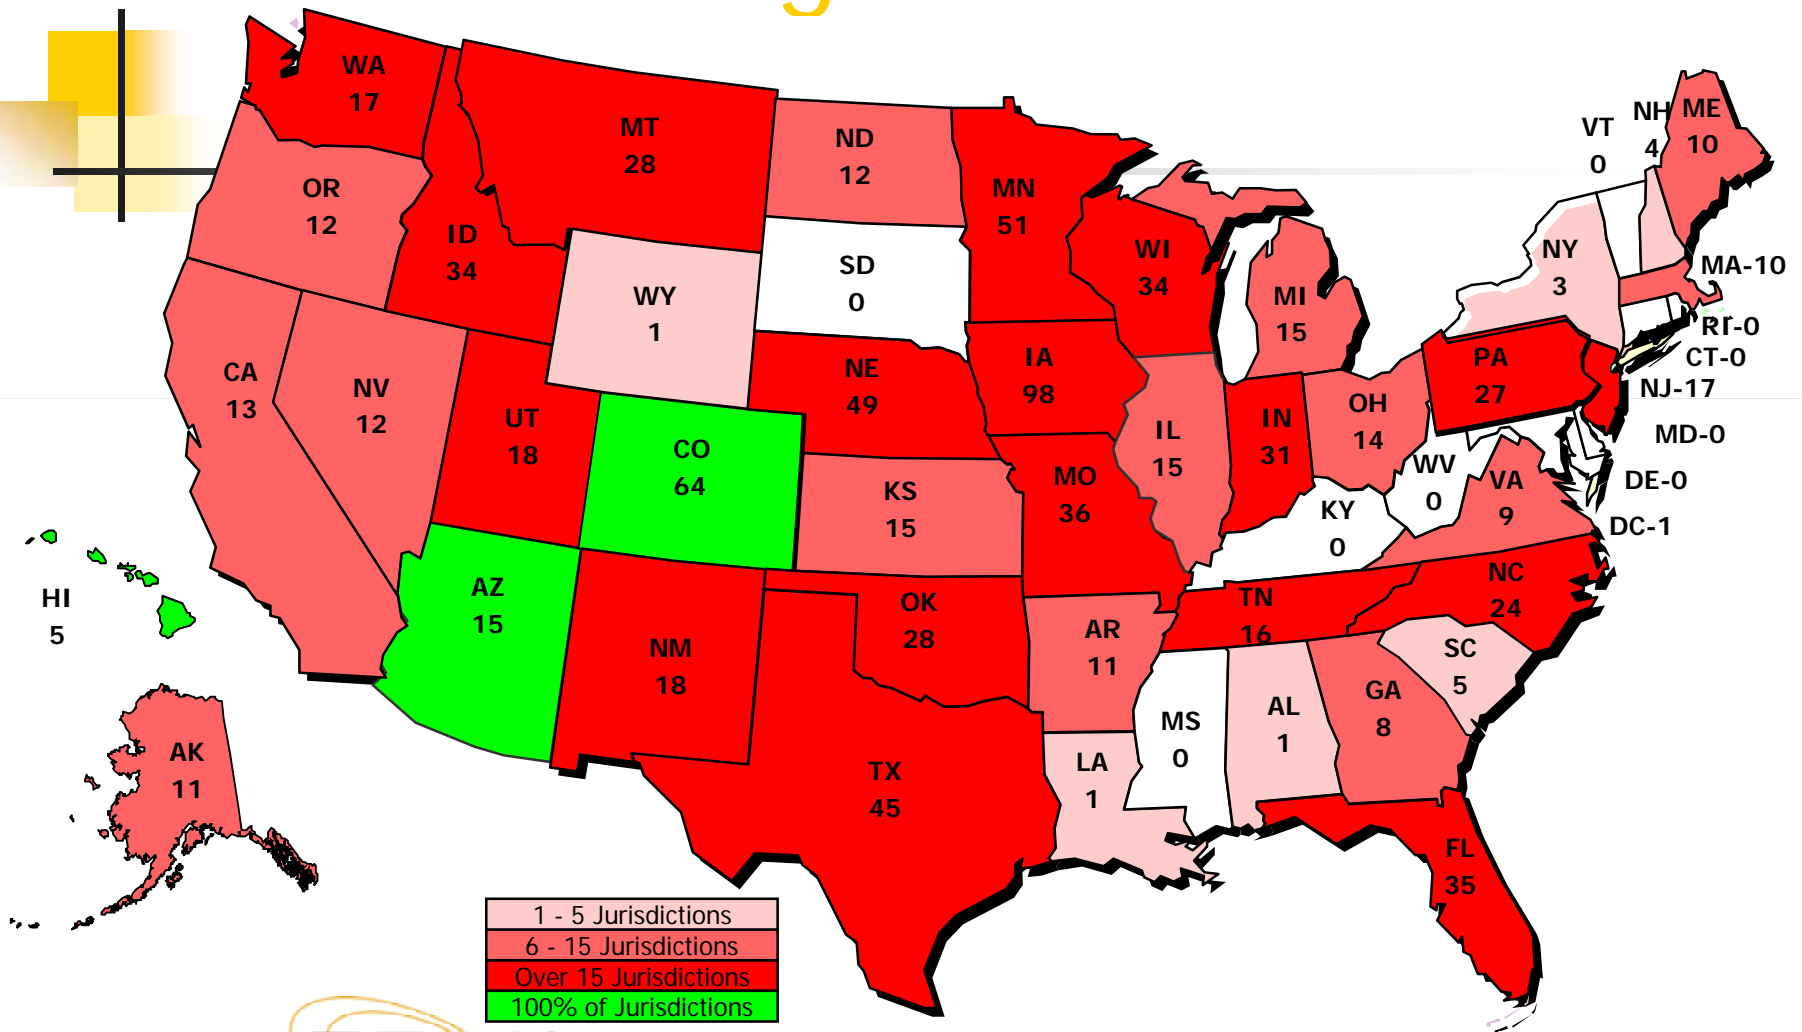 WA
17
MT
28
ND
12
MN
51
VT
0
NH
4
ME
10
OR
12
ID
34
SD
0
WI
34
NY
3
MA-10
WY
1
MI
15
RI-0
CT-0
NJ-17
CA
13
NV
12
UT
18
NE
49
IA
98
IL
15
IN
31
OH
14
PA
27
MD-0
CO
64
KS
15
MO
36
KY
0
WV
0
VA
9
DE-0
DC-1
HI
5
AZ
15
NM
18
OK
28
AR
11
TN
16
NC
24
SC
5
AK
11
TX
45
LA
1
MS
0
AL
1
GA
8
FL
35
1 - 5 Jurisdictions
6 - 15 Jurisdictions
Over 15 Jurisdictions
100% of Jurisdictions